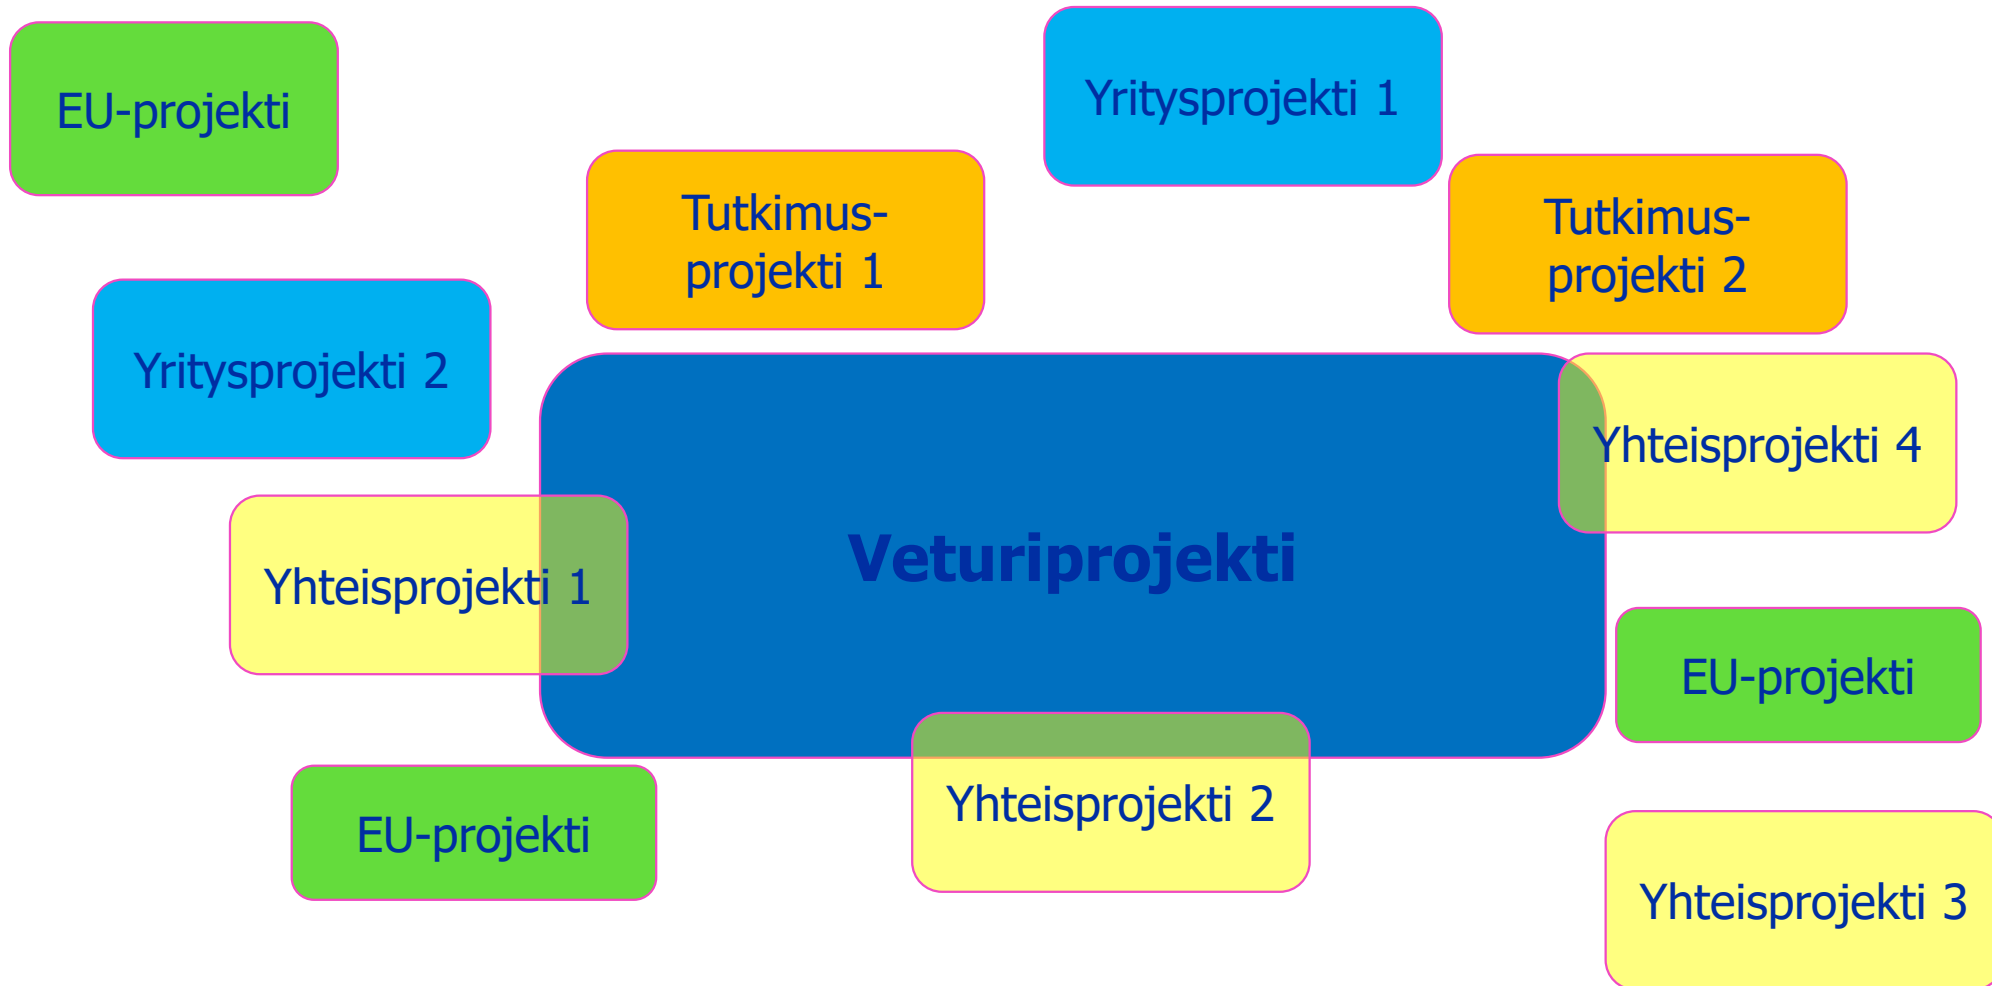 EU-projekti
Yritysprojekti 1
Tutkimus-
projekti 1
Tutkimus-
projekti 2
Yritysprojekti 2
Yhteisprojekti 4
Veturiprojekti
Yhteisprojekti 1
EU-projekti
Yhteisprojekti 2
EU-projekti
Yhteisprojekti 3